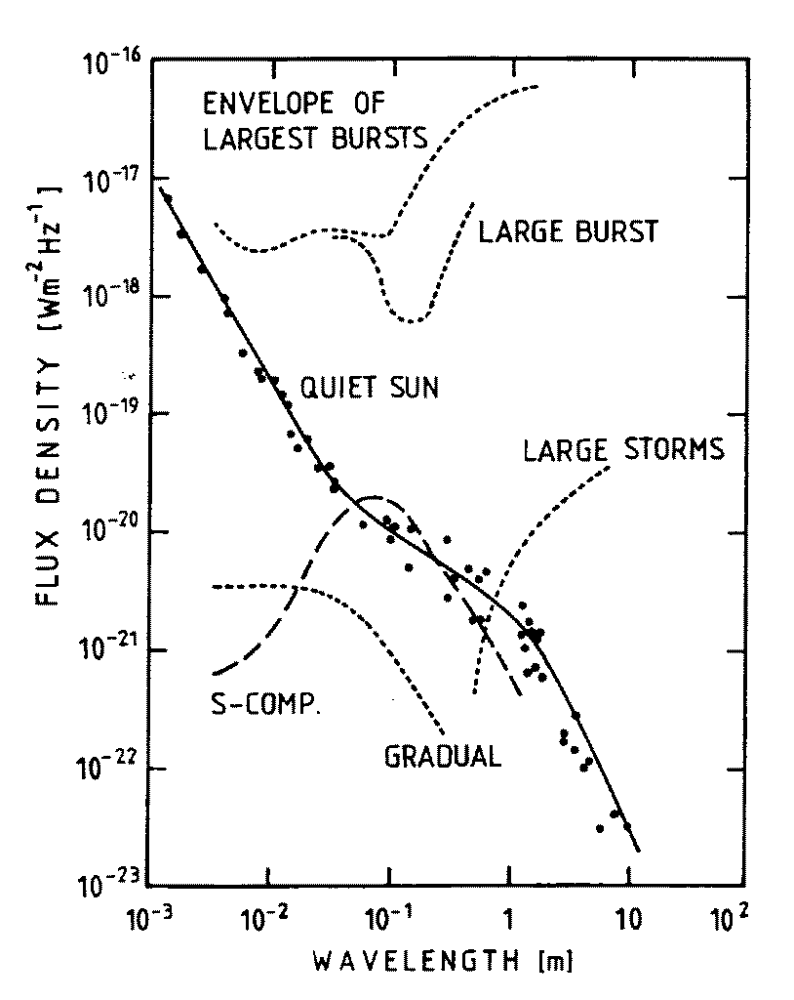 10⁻¹⁶
ENVELOPE OF
LARGEST BURSTS
10⁻¹⁷
LARGE BURST
10⁻¹⁸
QUIET SUN
10⁻¹⁹
LARGE STORMS
10⁻²⁰
10⁻²¹
S-COMP.
GRADUAL
10⁻²²
10⁻²³
FLUX DENSITY [Wm⁻²Hz⁻¹]
10⁻³ 10⁻² 10⁻¹ 1 10 10²
WAVELENGTH [m]